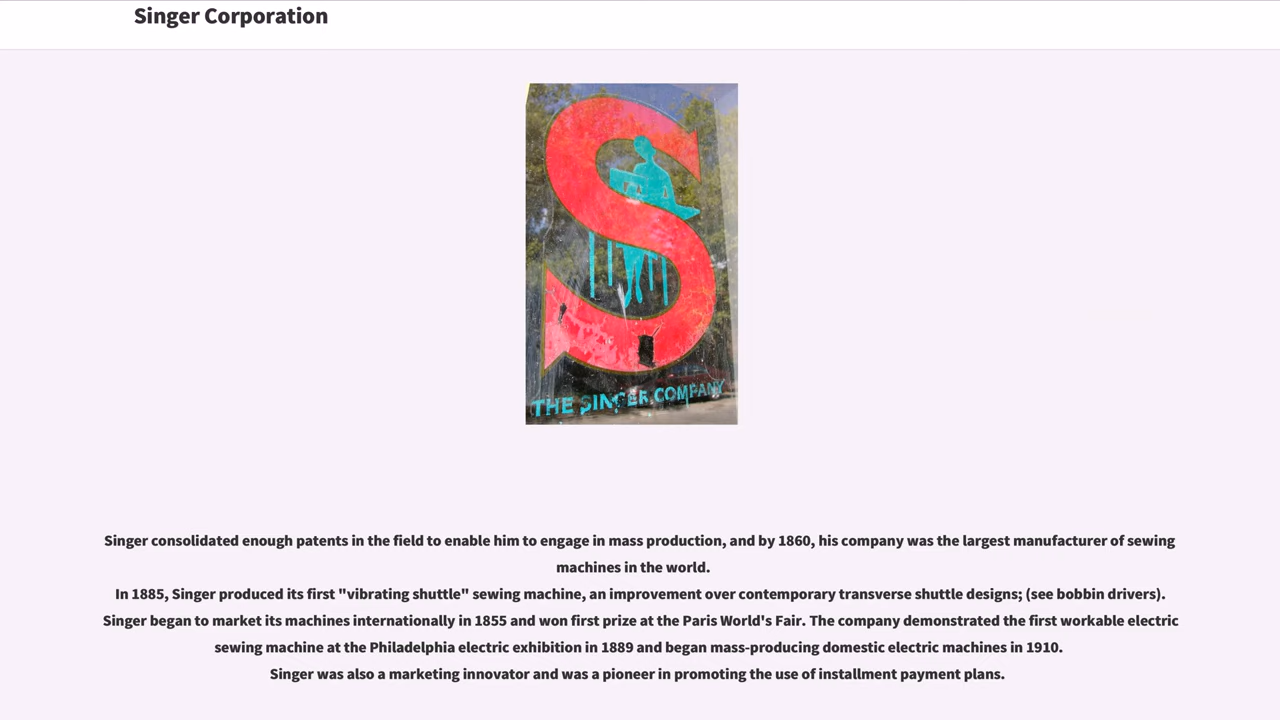 Singer Corporation
THE SINGER COMPANY
Singer consolidated enough patents in the field to enable him to engage in mass production, and by 1860, his company was the largest manufacturer of sewing
machines in the world.
In 1885, Singer produced its first "vibrating shuttle" sewing machine, an improvement over contemporary transverse shuttle designs; (see bobbin drivers).
Singer began to market its machines internationally in 1855 and won first prize at the Paris World's Fair. The company demonstrated the first workable electric
sewing machine at the Philadelphia electric exhibition in 1889 and began mass-producing domestic electric machines in 1910.
Singer was also a marketing innovator and was a pioneer in promoting the use of installment payment plans.